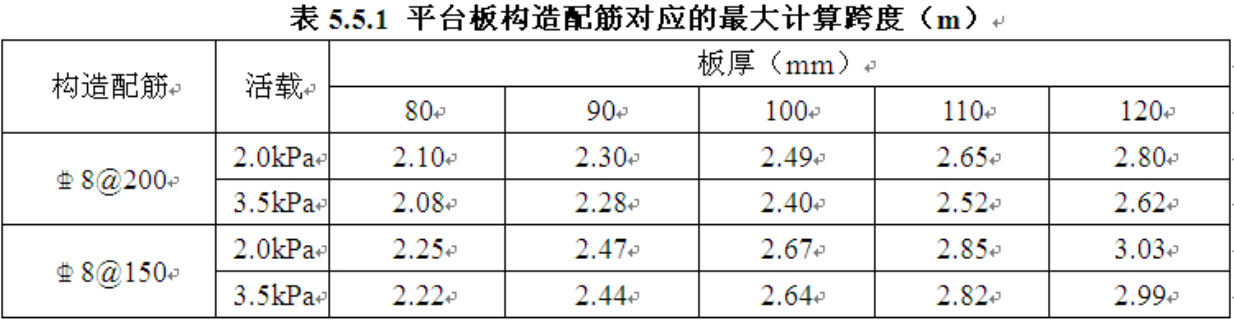 表 5.5.1 平台板构造配筋对应的最大计算跨度（m）
构造配筋 活载 板厚（mm）
80 90 100 110 120
Φ8@200 2.0kPa 2.10 2.30 2.49 2.65 2.80
3.5kPa 2.08 2.28 2.40 2.52 2.62
Φ8@150 2.0kPa 2.25 2.47 2.67 2.85 3.03
3.5kPa 2.22 2.44 2.64 2.82 2.99